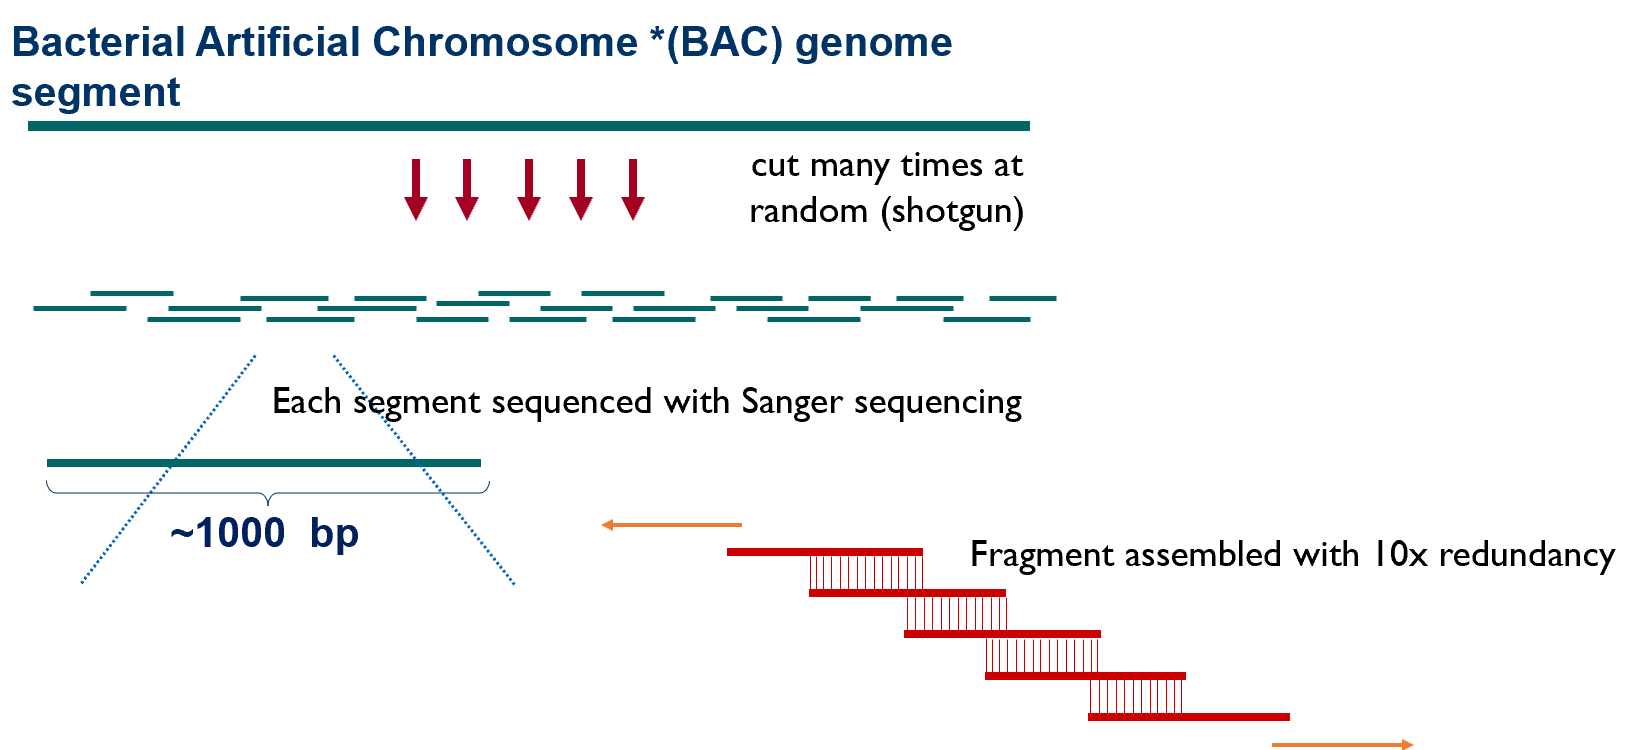 Bacterial Artificial Chromosome *(BAC) genome
segment
cut many times at
random (shotgun)
Each segment sequenced with Sanger sequencing
~1000 bp
Fragment assembled with 10x redundancy